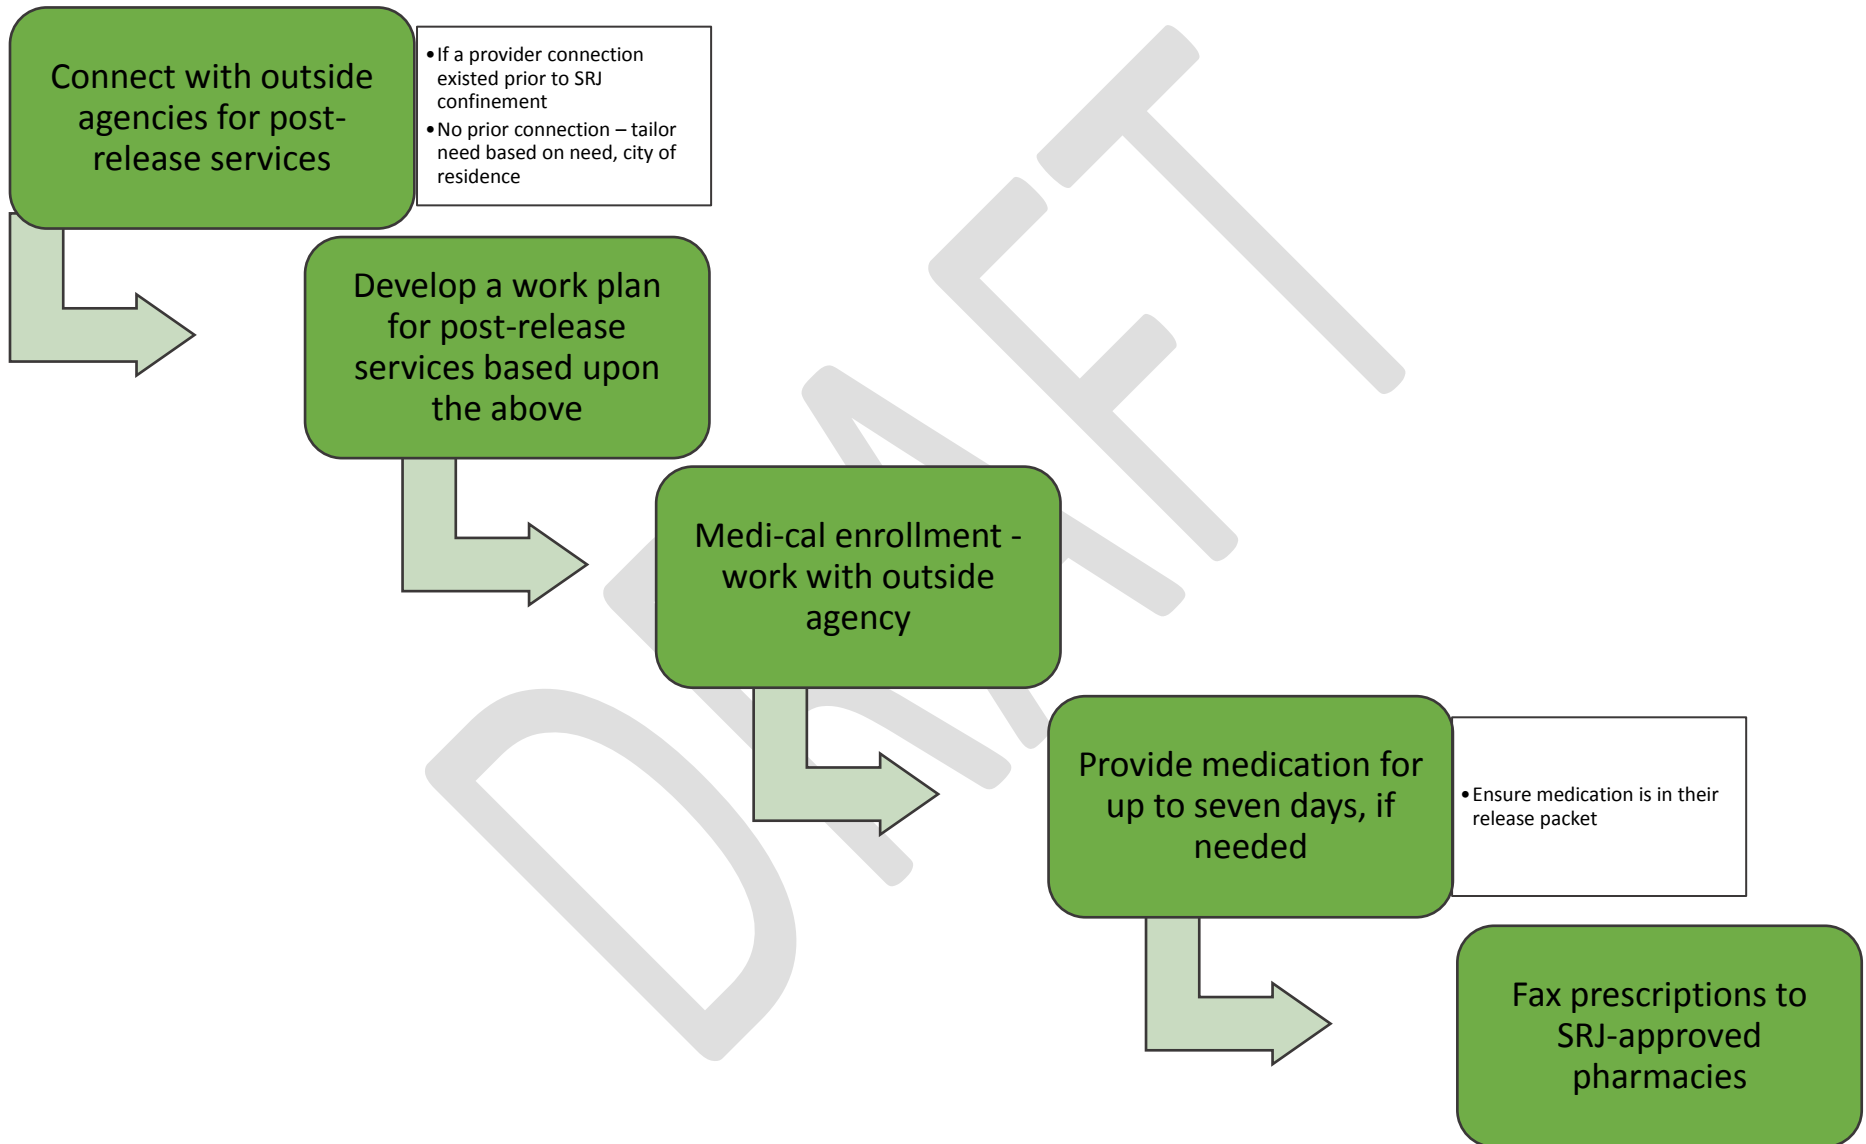 Connect with outside
agencies for post-
release services
•If a provider connection
existed prior to SRJ
confinement
•No prior connection – tailor
need based on need, city of
residence
Develop a work plan
for post-release
services based upon
the above
Medi-cal enrollment -
work with outside
agency
Provide medication for
up to seven days, if
needed
•Ensure medication is in their
release packet
Fax prescriptions to
SRJ-approved
pharmacies
DRAFT